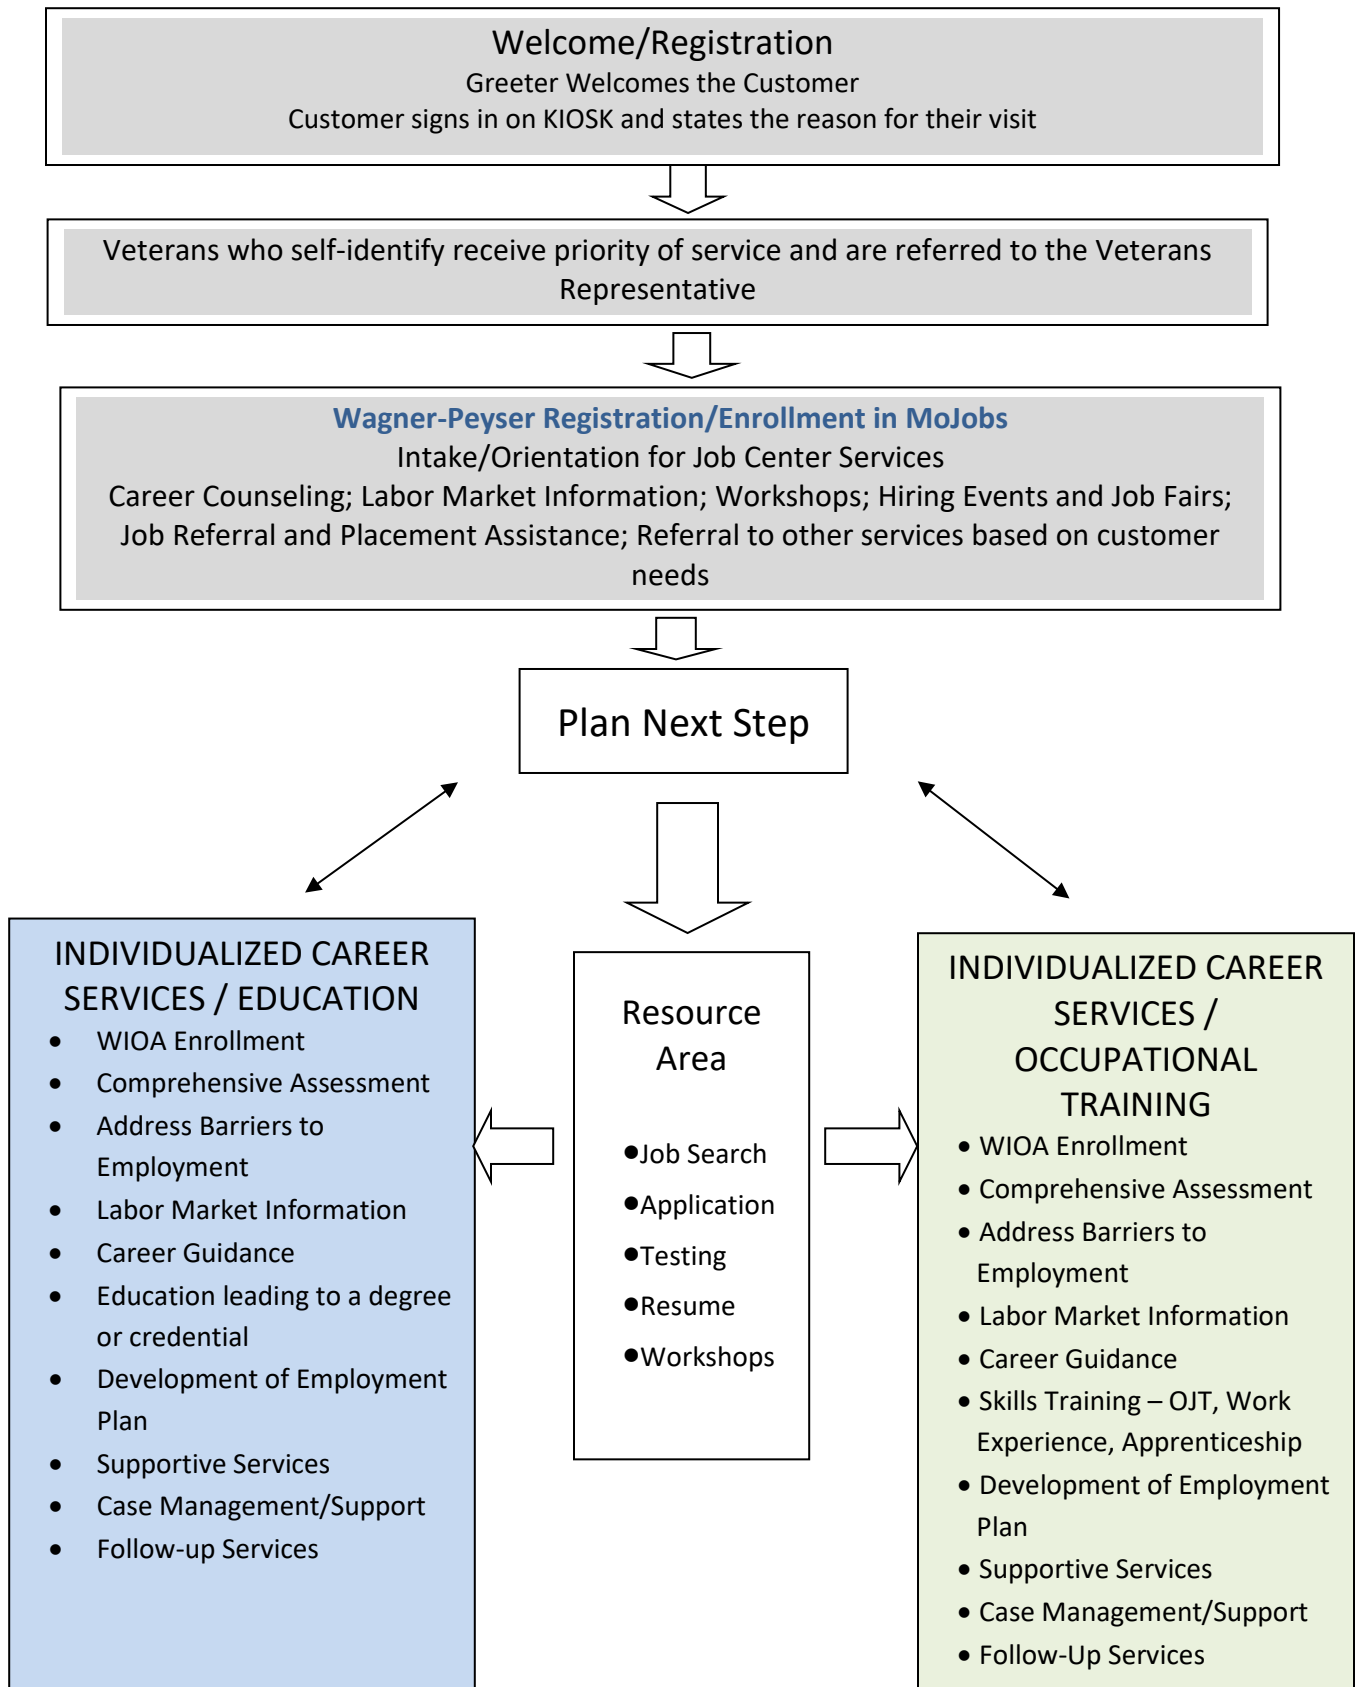 Welcome/Registration
Greeter Welcomes the Customer
Customer signs in on KIOSK and states the reason for their visit
Veterans who self-identify receive priority of service and are referred to the Veterans
Representative
Wagner-Peyser Registration/Enrollment in MoJobs
Intake/Orientation for Job Center Services
Career Counseling; Labor Market Information; Workshops; Hiring Events and Job Fairs;
Job Referral and Placement Assistance; Referral to other services based on customer
needs
Plan Next Step
INDIVIDUALIZED CAREER
SERVICES / EDUCATION
• WIOA Enrollment
• Comprehensive Assessment
• Address Barriers to
Employment
• Labor Market Information
• Career Guidance
• Education leading to a degree
or credential
• Development of Employment
Plan
• Supportive Services
• Case Management/Support
• Follow-up Services
Resource
Area
•Job Search
•Application
•Testing
•Resume
•Workshops
INDIVIDUALIZED CAREER
SERVICES /
OCCUPATIONAL
TRAINING
• WIOA Enrollment
• Comprehensive Assessment
• Address Barriers to
Employment
• Labor Market Information
• Career Guidance
• Skills Training – OJT, Work
Experience, Apprenticeship
• Development of Employment
Plan
• Supportive Services
• Case Management/Support
• Follow-Up Services